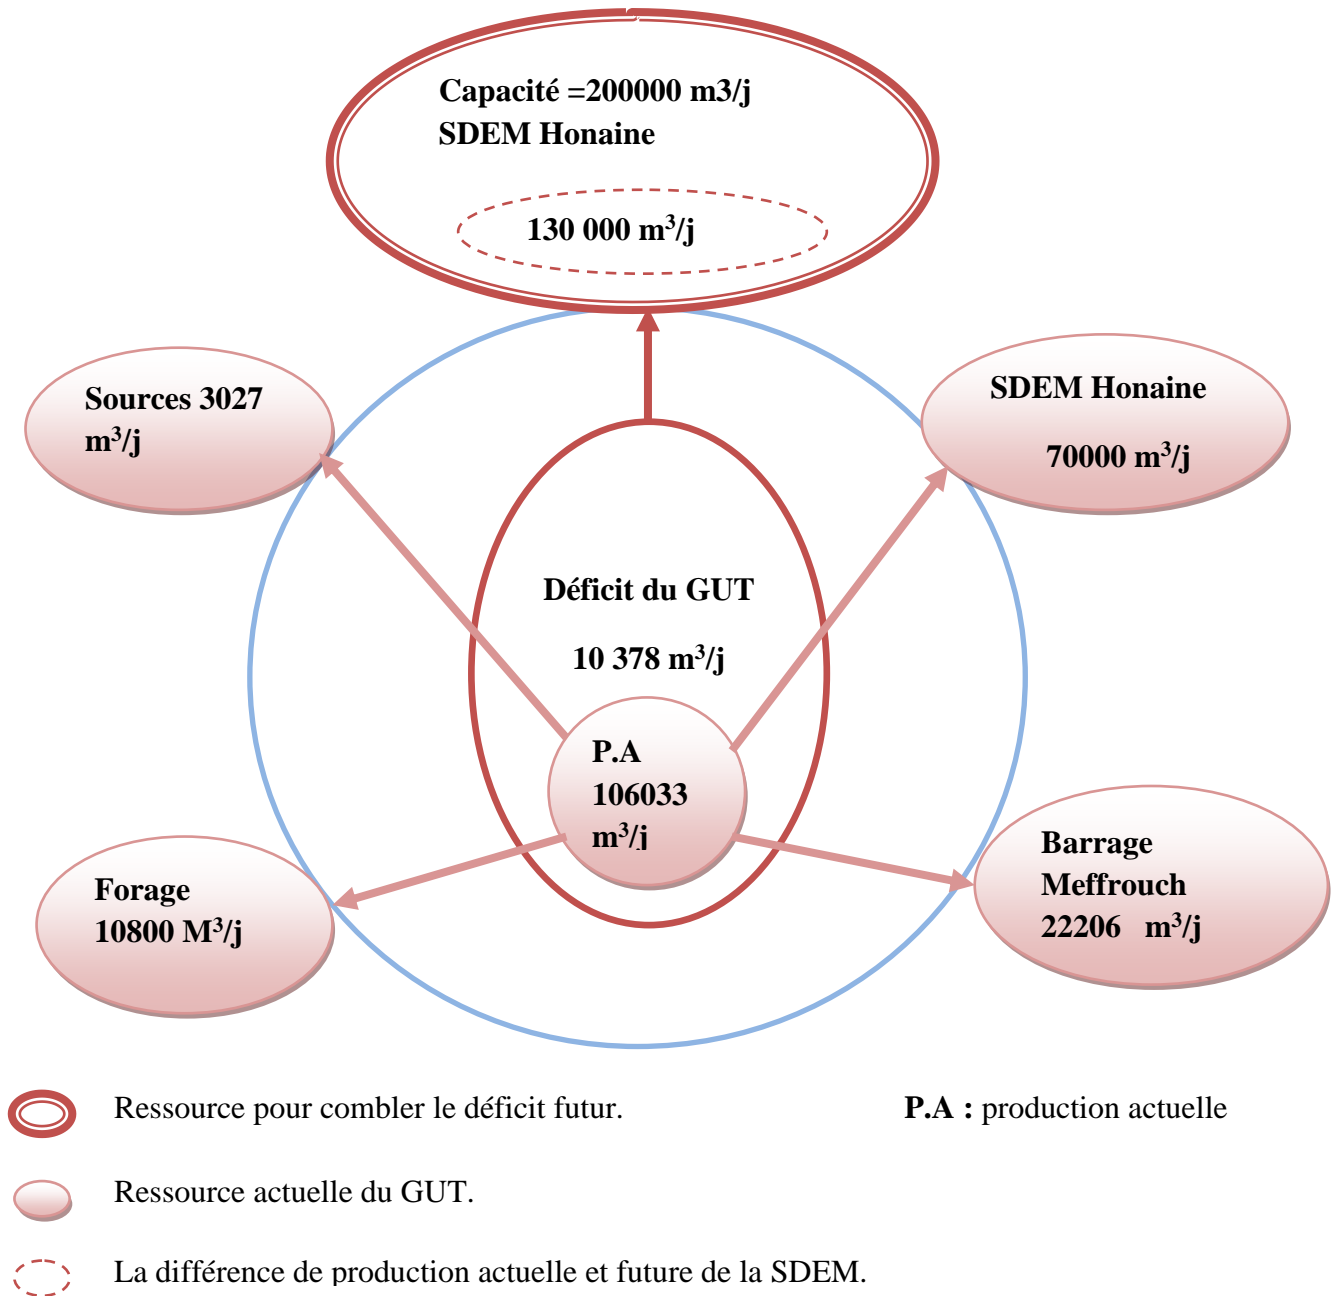 Capacité =200000 m3/j
SDEM Honaine
130 000 m³/j
Sources 3027
m³/j
SDEM Honaine
70000 m³/j
Déficit du GUT
10 378 m³/j
P.A
106033
m³/j
Forage
10800 M³/j
Barrage
Meffrouch
22206 m³/j
Ressource pour combler le déficit futur.
P.A : production actuelle
Ressource actuelle du GUT.
La différence de production actuelle et future de la SDEM.